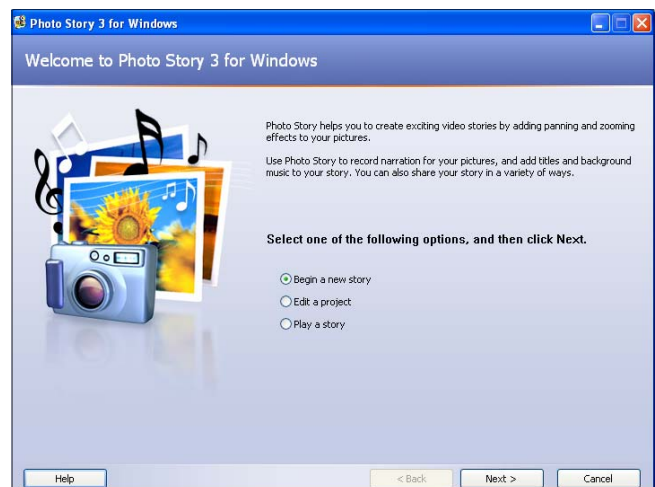 Photo Story 3 for Windows
Welcome to Photo Story 3 for Windows
Photo Story helps you to create exciting video stories by adding panning and zooming
effects to your pictures.
Use Photo Story to record narration for your pictures, and add titles and background
music to your story. You can also share your story in a variety of ways.
Select one of the following options, and then click Next.
Begin a new story
Edit a project
Play a story
Help
< Back
Next >
Cancel